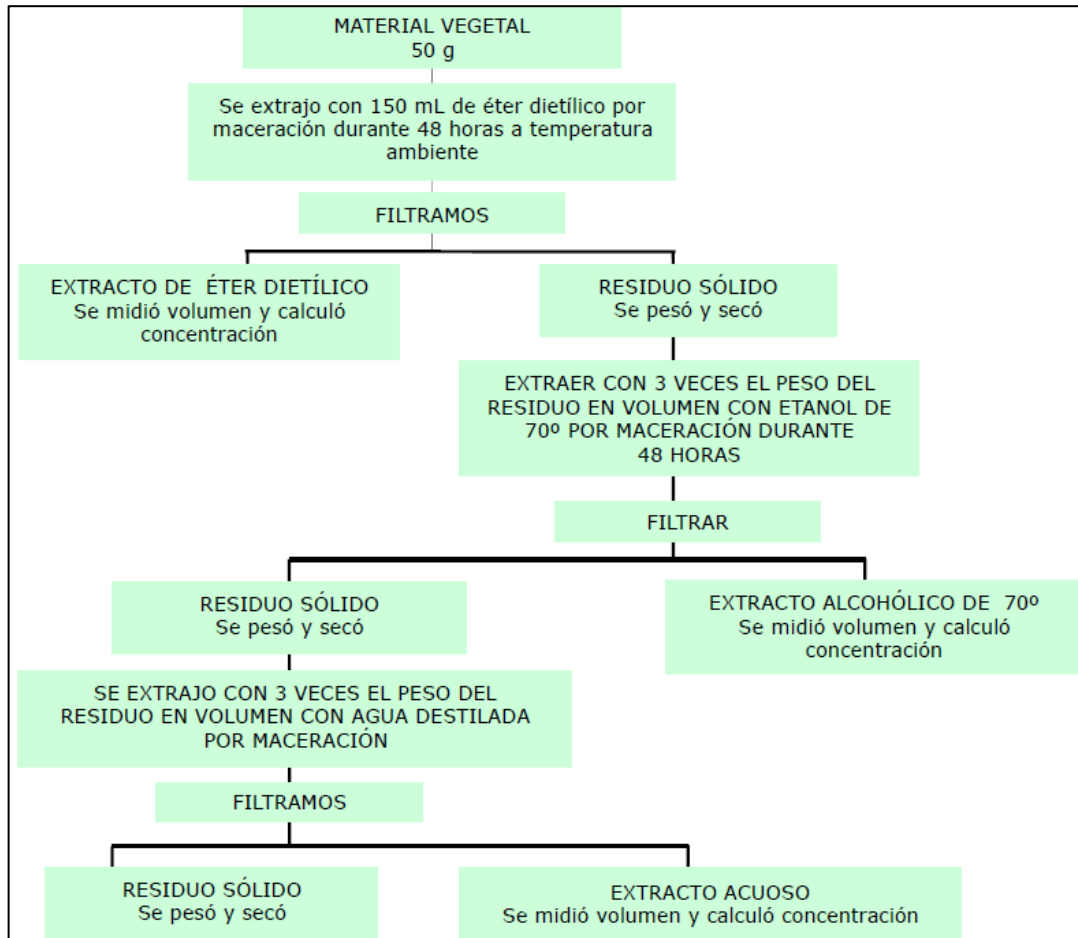 MATERIAL VEGETAL
50 g
Se extrajo con 150 mL de éter dietílico por
maceración durante 48 horas a temperatura
ambiente
FILTRAMOS
EXTRACTO DE ÉTER DIETÍLICO
Se midió volumen y calculó
concentración
RESIDUO SÓLIDO
Se pesó y secó
EXTRAER CON 3 VECES EL PESO DEL
RESIDUO EN VOLUMEN CON ETANOL DE
70º POR MACERACIÓN DURANTE
48 HORAS
FILTRAR
RESIDUO SÓLIDO
Se pesó y secó
EXTRACTO ALCOHÓLICO DE 70º
Se midió volumen y calculó
concentración
SE EXTRAJO CON 3 VECES EL PESO DEL
RESIDUO EN VOLUMEN CON AGUA DESTILADA
POR MACERACIÓN
FILTRAMOS
RESIDUO SÓLIDO
Se pesó y secó
EXTRACTO ACUOSO
Se midió volumen y calculó concentración